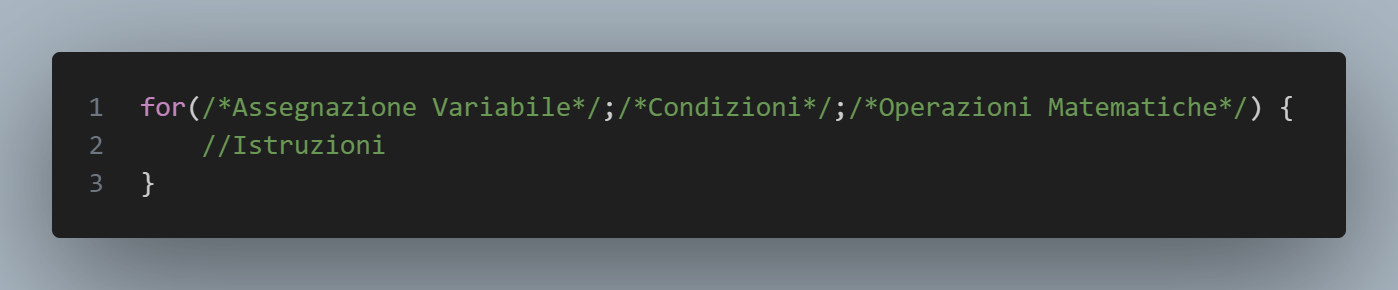 1 for(/*Assegnazione Variabile*/;/*Condizioni*/;/*Operazioni Matematiche*/) {
2 //Istruzioni
3 }